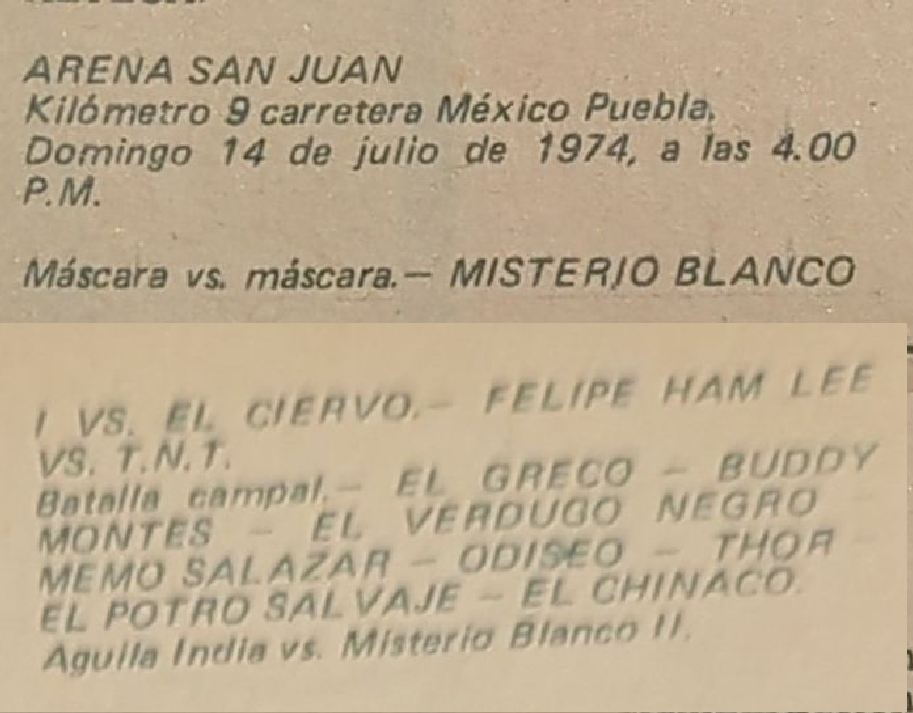 ARENA SAN JUAN
Kilómetro 9 carretera México Puebla.
Domingo 14 de julio de 1974, a las 4.00
P.M.
Máscara vs. máscara.— MISTERIO BLANCO
I VS. EL CIERVO.— FELIPE HAM LEE
VS. T.N.T.
Batalla campal.— EL GRECO — BUDDY
MONTES — EL VERDUGO NEGRO —
MEMO SALAZAR — ODISEO — THOR —
EL POTRO SALVAJE — EL CHINACO.
Aguila India vs. Misterio Blanco II.